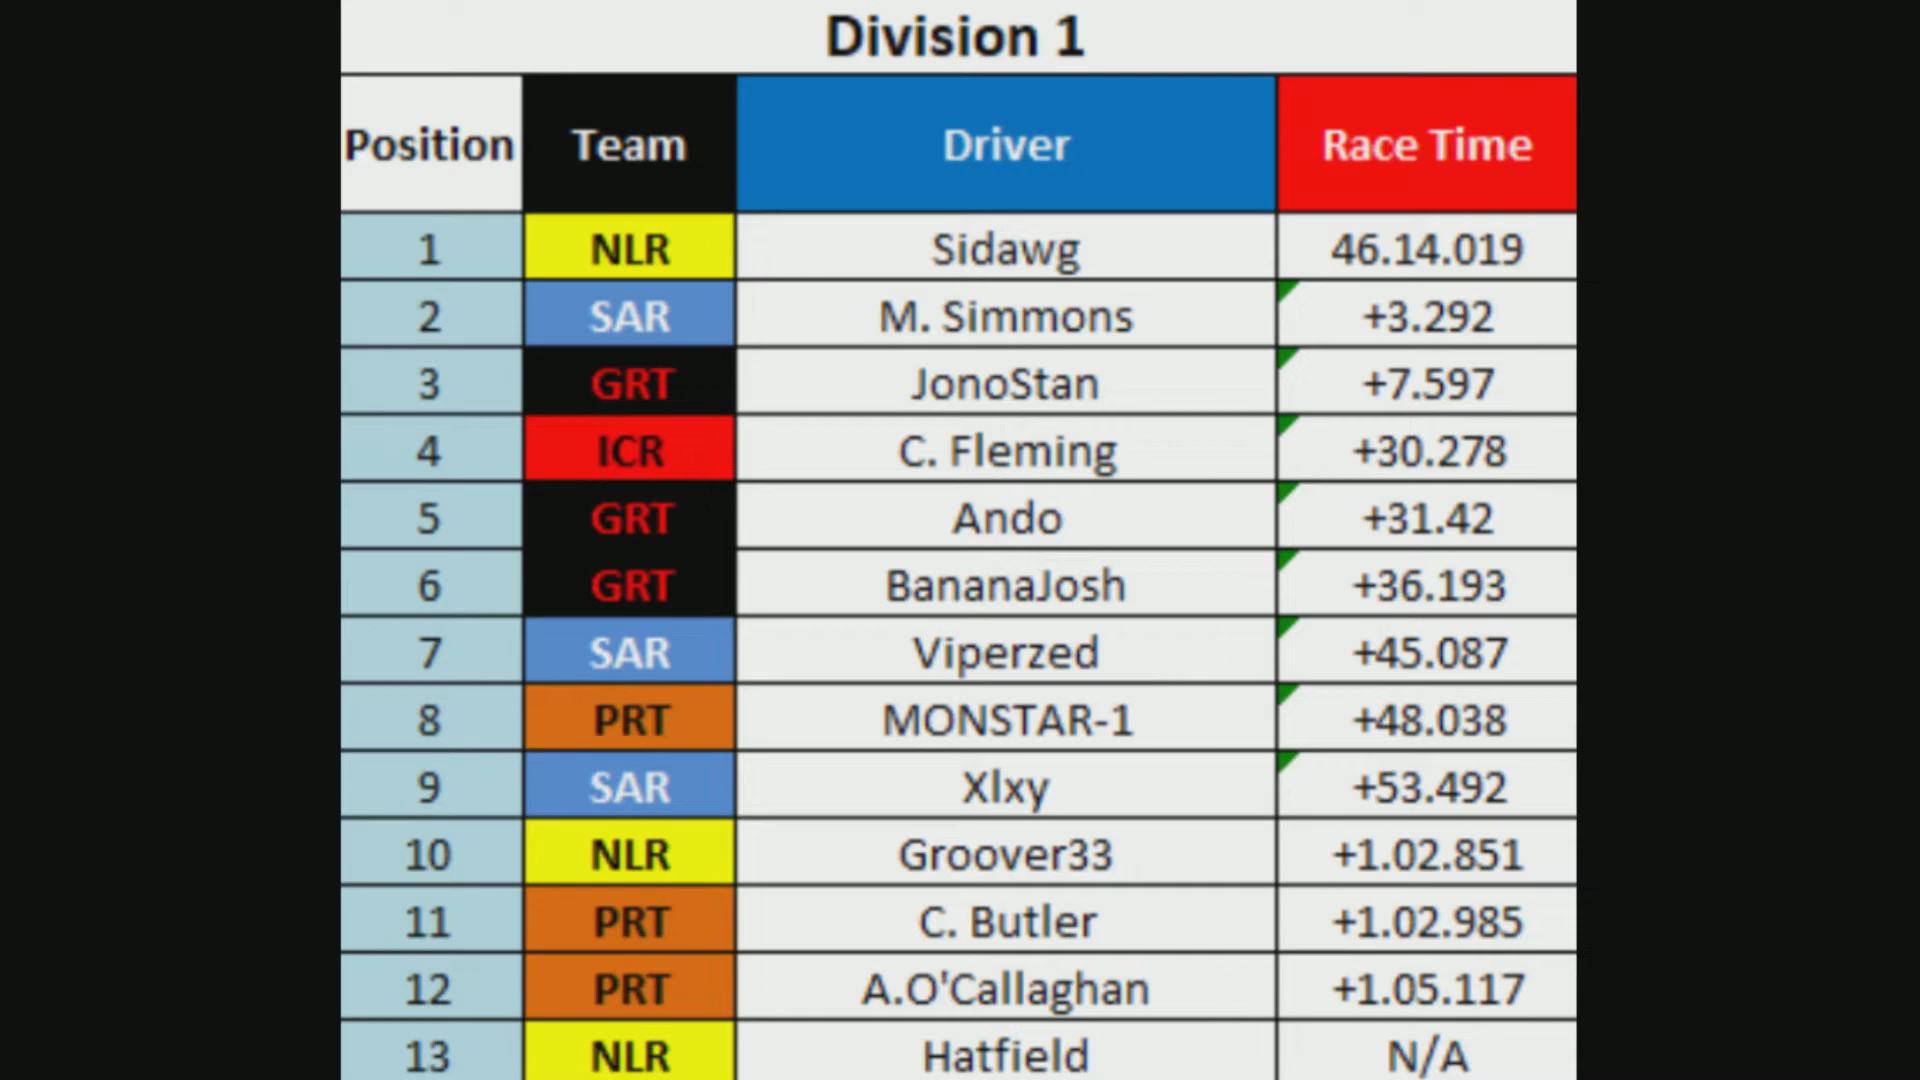 Division 1
Position Team Driver Race Time
1 NLR Sidawg 46.14.019
2 SAR M. Simmons +3.292
3 GRT JonoStan +7.597
4 ICR C. Fleming +30.278
5 GRT Ando +31.42
6 GRT BananaJosh +36.193
7 SAR Viperzed +45.087
8 PRT MONSTAR-1 +48.038
9 SAR Xlxy +53.492
10 NLR Groover33 +1.02.851
11 PRT C. Butler +1.02.985
12 PRT A.O'Callaghan +1.05.117
13 NLR Hatfield N/A